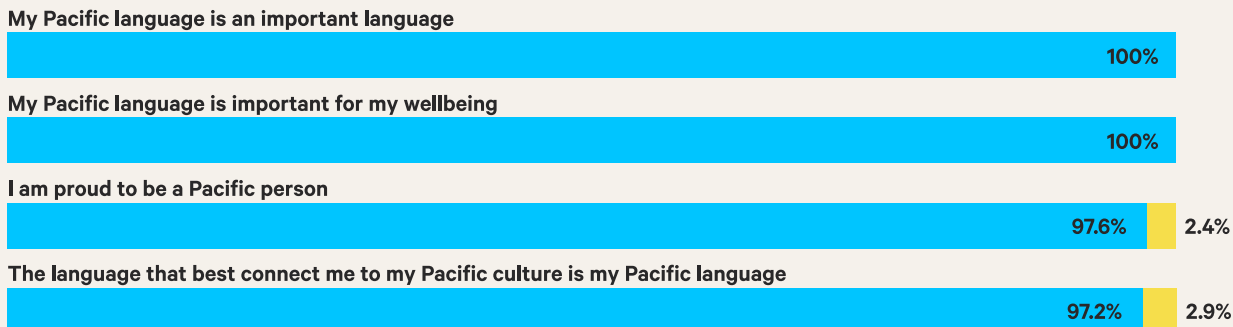 My Pacific language is an important language
100%
My Pacific language is important for my wellbeing
100%
I am proud to be a Pacific person
97.6% 2.4%
The language that best connect me to my Pacific culture is my Pacific language
97.2% 2.9%